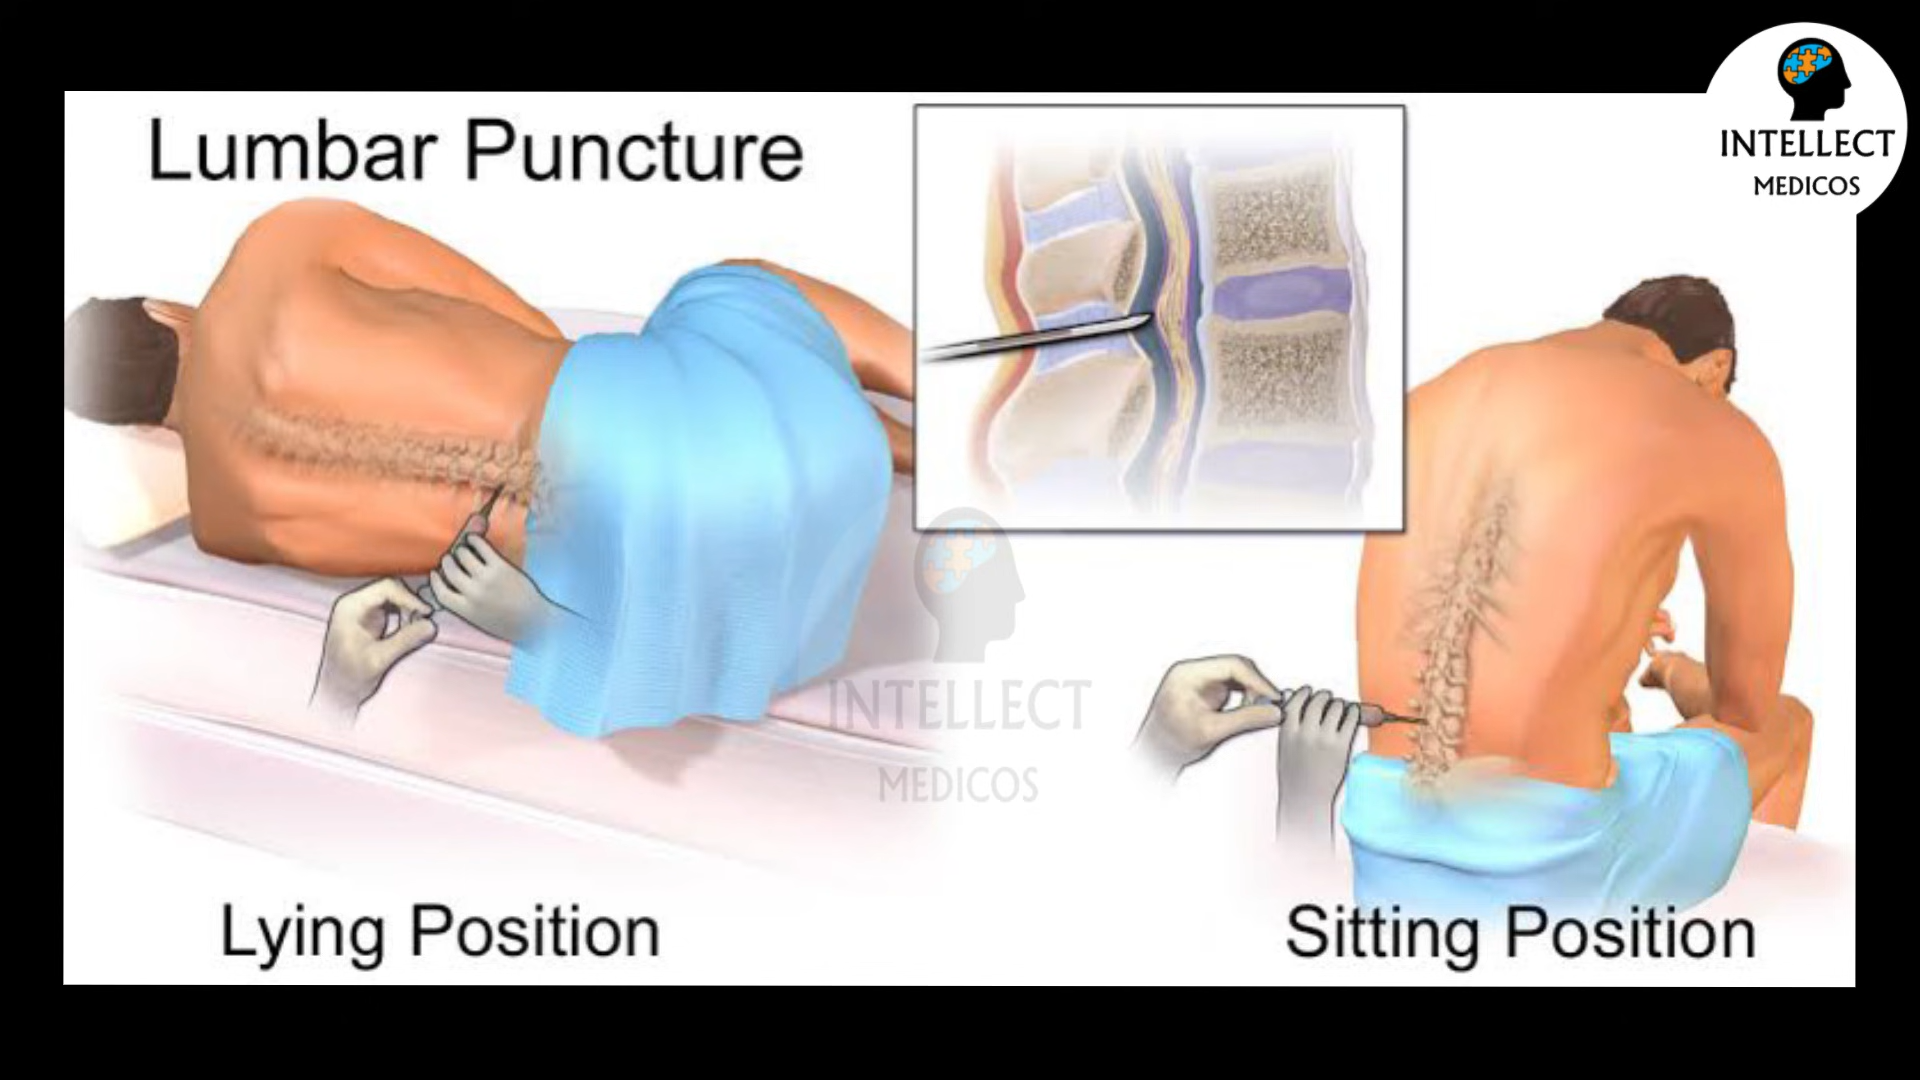 Lumbar Puncture
INTELLECT
MEDICOS
INTELLECT
MEDICOS
Lying Position
Sitting Position